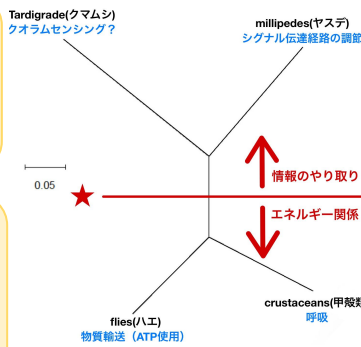 Tardigrade(クマムシ)
クオラムセンシング？
millipedes(ヤスデ)
シグナル伝達経路の調節
0.05
情報のやり取り
エネルギー関係
crustaceans(甲殻類
呼吸
flies(ハエ)
物質輸送（ATP使用）